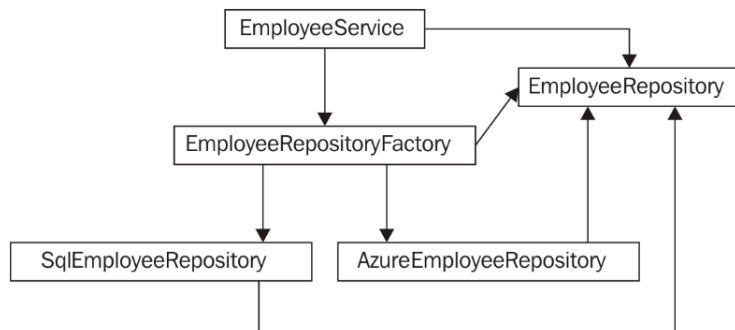 EmployeeService
EmployeeRepository
EmployeeRepositoryFactory
SqlEmployeeRepository
AzureEmployeeRepository